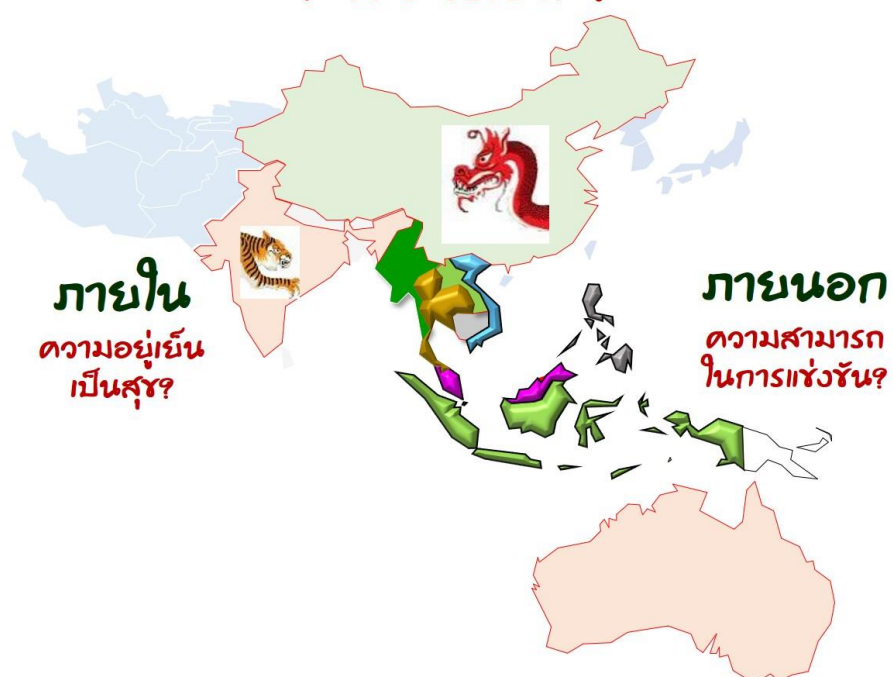 ภายใน
ความอยู่เย็น
เป็นสุข?
ภายนอก
ความสามารถ
ในการแข่งขัน?